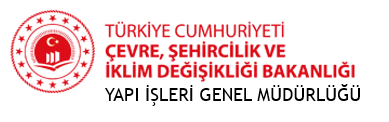 TÜRKİYE CUMHURİYETİ
ÇEVRE, ŞEHİRCİLİK VE
İKLİM DEĞİŞİKLİĞİ BAKANLIĞI
YAPI İŞLERİ GENEL MÜDÜRLÜĞÜ